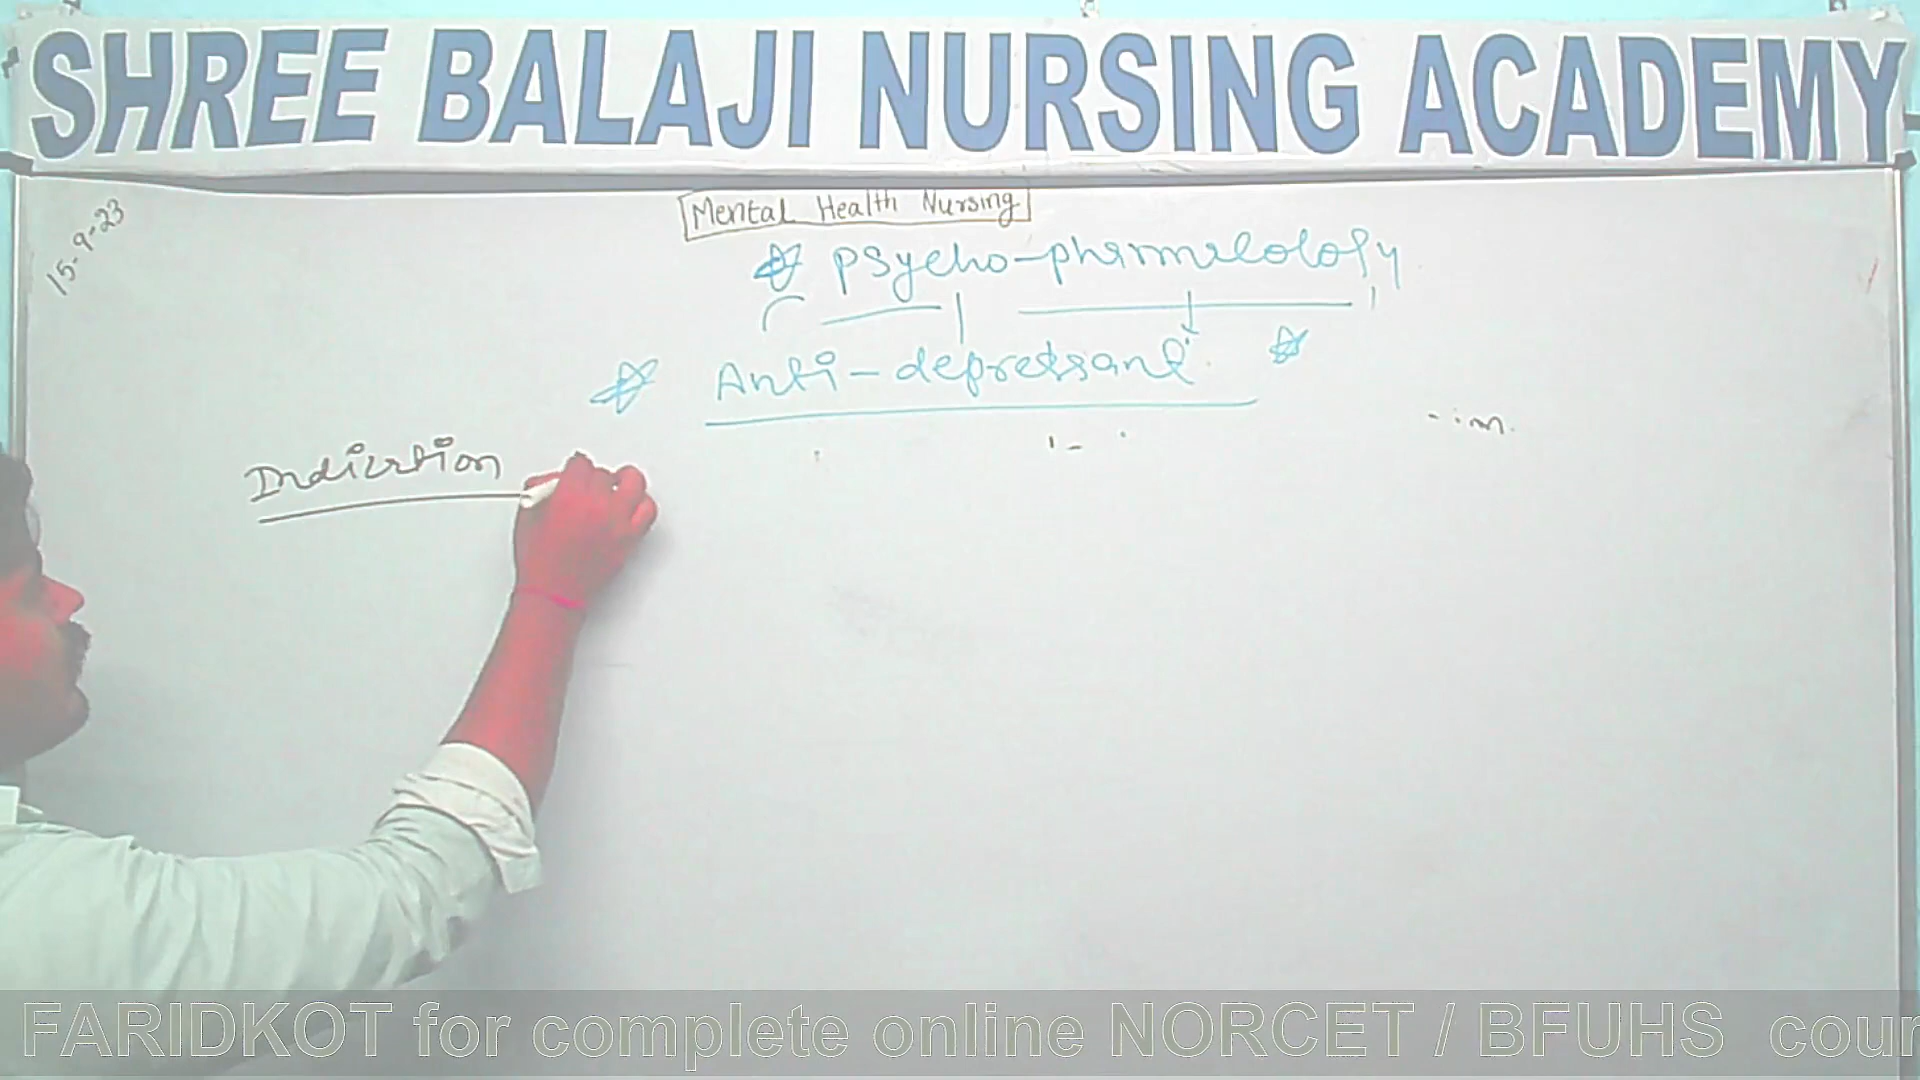 SHREE BALAJI NURSING ACADEMY
15-9-23
Mental Health Nursing
Psycho-pharmacology
Anti-depressant
Indication
FARIDKOT for complete online NORCET / BFUHS cour